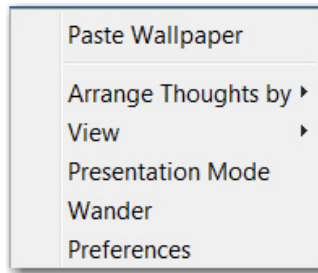 Paste Wallpaper
Arrange Thoughts by
View
Presentation Mode
Wander
Preferences